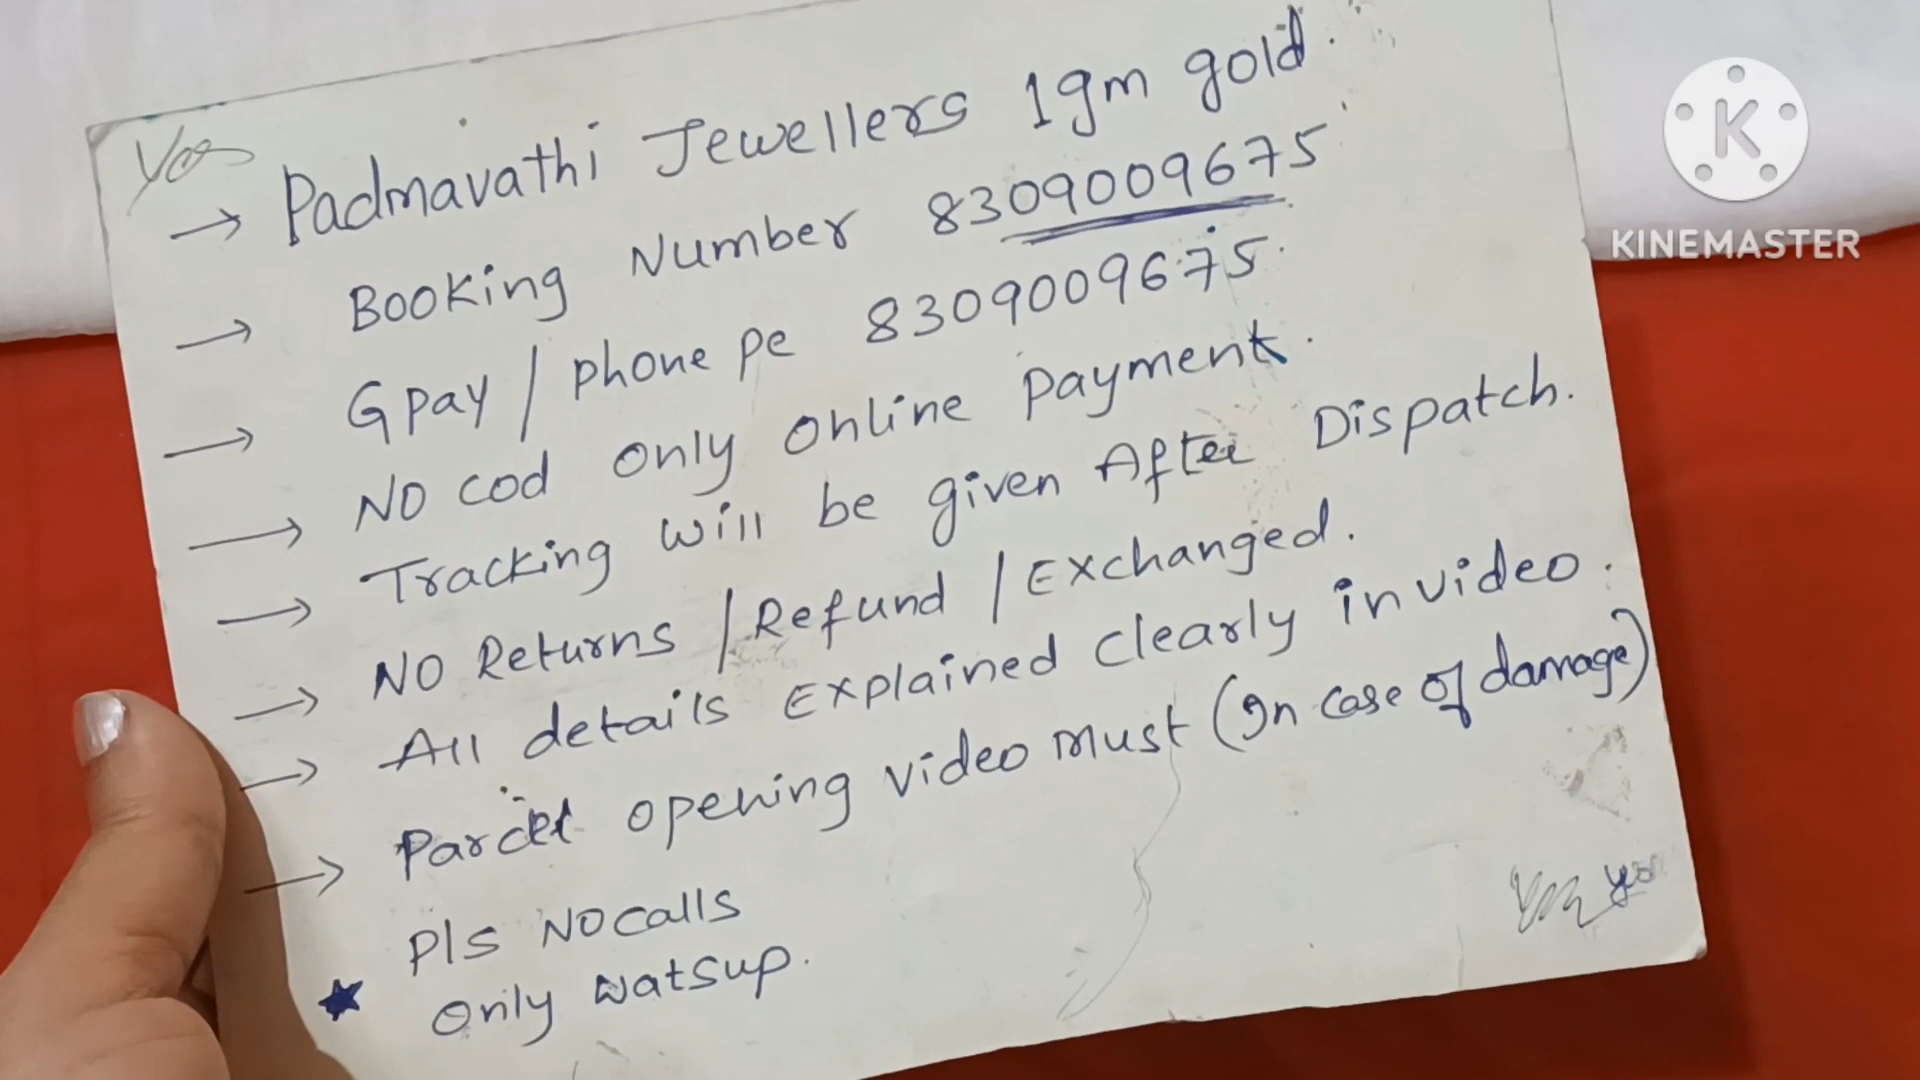 Yes
→ Padmavathi Jewellers 1gm gold.
→ Booking Number 8309009675
→ Gpay / phone pe 8309009675.
→ NO cod only online payment.
→ Tracking will be given After Dispatch.
→ NO Returns / Refund / Exchanged.
→ All details Explained clearly in video.
→ Parcel opening video must (In case of damage)
Pls NO calls
★ only watsup.
K
KINEMASTER